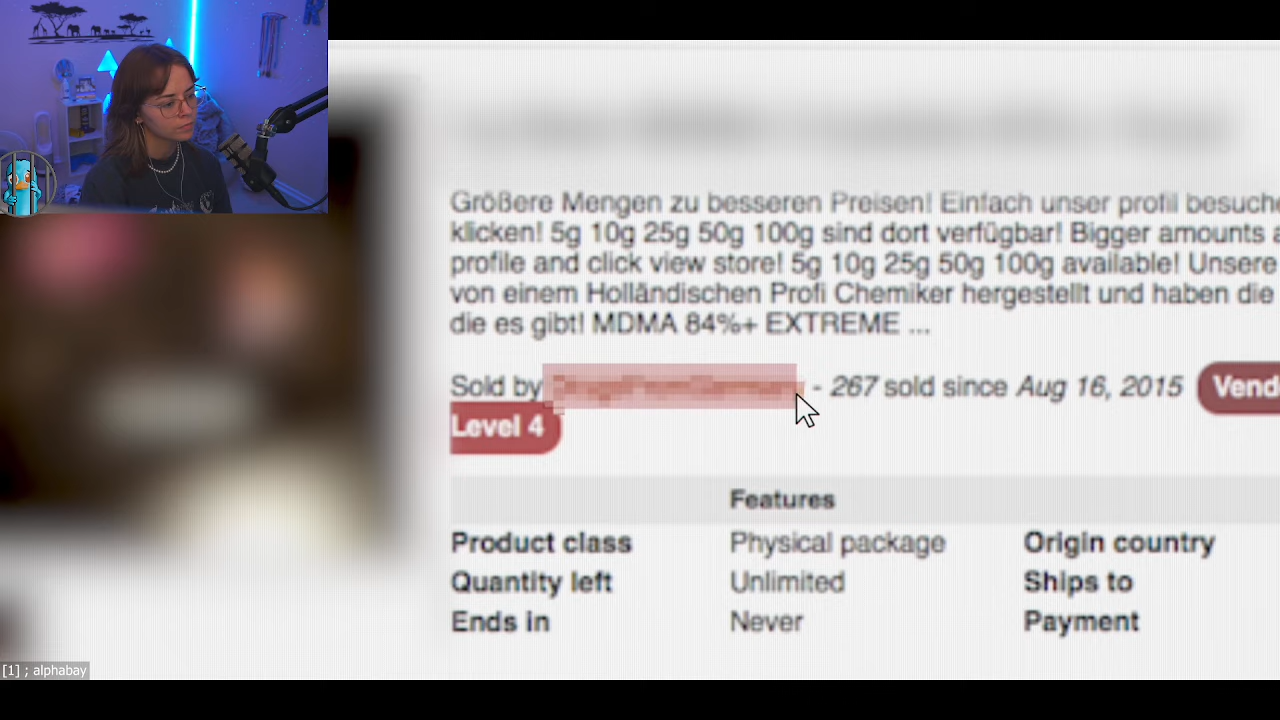 Größere Mengen zu besseren Preisen! Einfach unser profil besuche
klicken! 5g 10g 25g 50g 100g sind dort verfügbar! Bigger amounts a
profile and click view store! 5g 10g 25g 50g 100g available! Unsere
von einem Holländischen Profi Chemiker hergestellt und haben die
die es gibt! MDMA 84%+ EXTREME ...
Sold by - 267 sold since Aug 16, 2015 Vend
Level 4
Features
Product class Physical package Origin country
Quantity left Unlimited Ships to
Ends in Never Payment
[1] ; alphabay